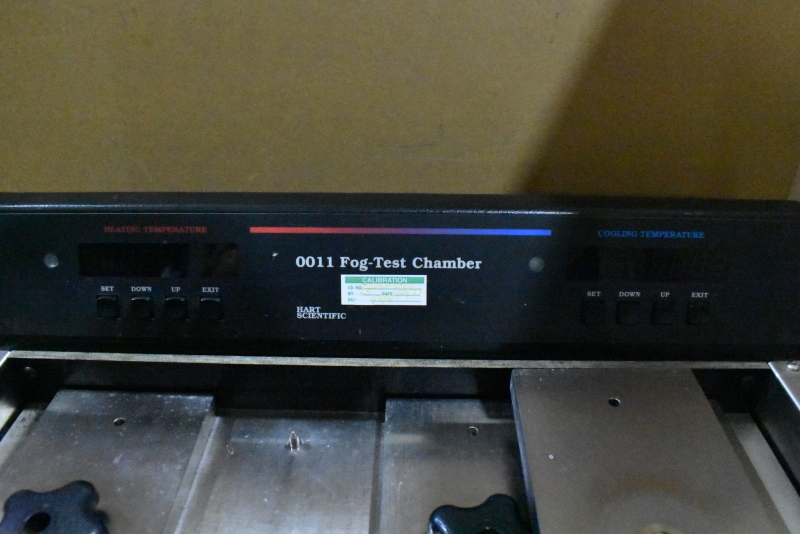 HEATING TEMPERATURE
COOLING TEMPERATURE
0011 Fog-Test Chamber
CALIBRATION
SET DOWN UP EXIT
SET DOWN UP EXIT
HART
SCIENTIFIC